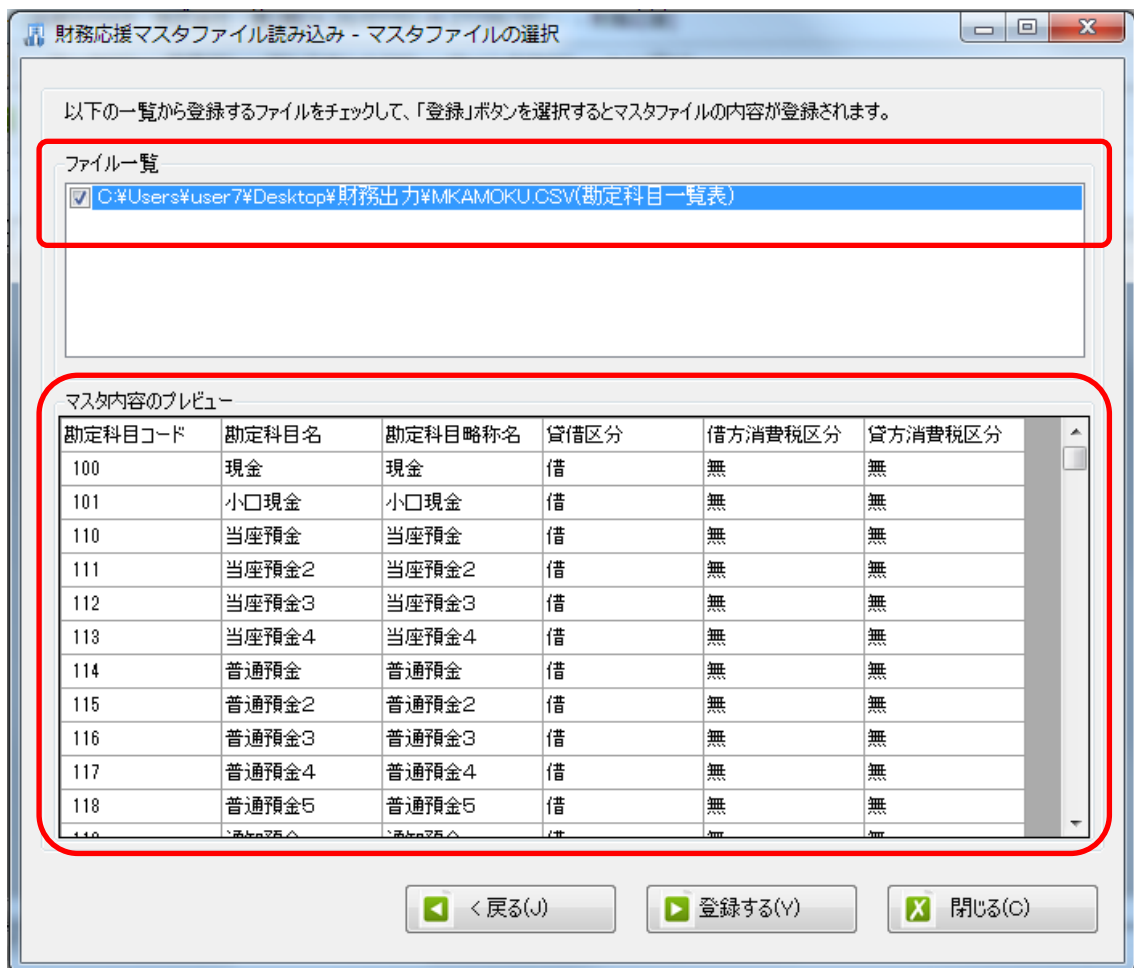 財務応援マスタファイル読み込み - マスタファイルの選択
以下の一覧から登録するファイルをチェックして、「登録」ボタンを選択するとマスタファイルの内容が登録されます。
ファイル一覧
C:¥Users¥user7¥Desktop¥財務出力¥MKAMOKU.CSV(勘定科目一覧表)
マスタ内容のプレビュー
勘定科目コード 勘定科目名 勘定科目略称名 貸借区分 借方消費税区分 貸方消費税区分
100 現金 現金 借 無 無
101 小口現金 小口現金 借 無 無
110 当座預金 当座預金 借 無 無
111 当座預金2 当座預金2 借 無 無
112 当座預金3 当座預金3 借 無 無
113 当座預金4 当座預金4 借 無 無
114 普通預金 普通預金 借 無 無
115 普通預金2 普通預金2 借 無 無
116 普通預金3 普通預金3 借 無 無
117 普通預金4 普通預金4 借 無 無
118 普通預金5 普通預金5 借 無 無
<戻る(J) 登録する(Y) 閉じる(C)